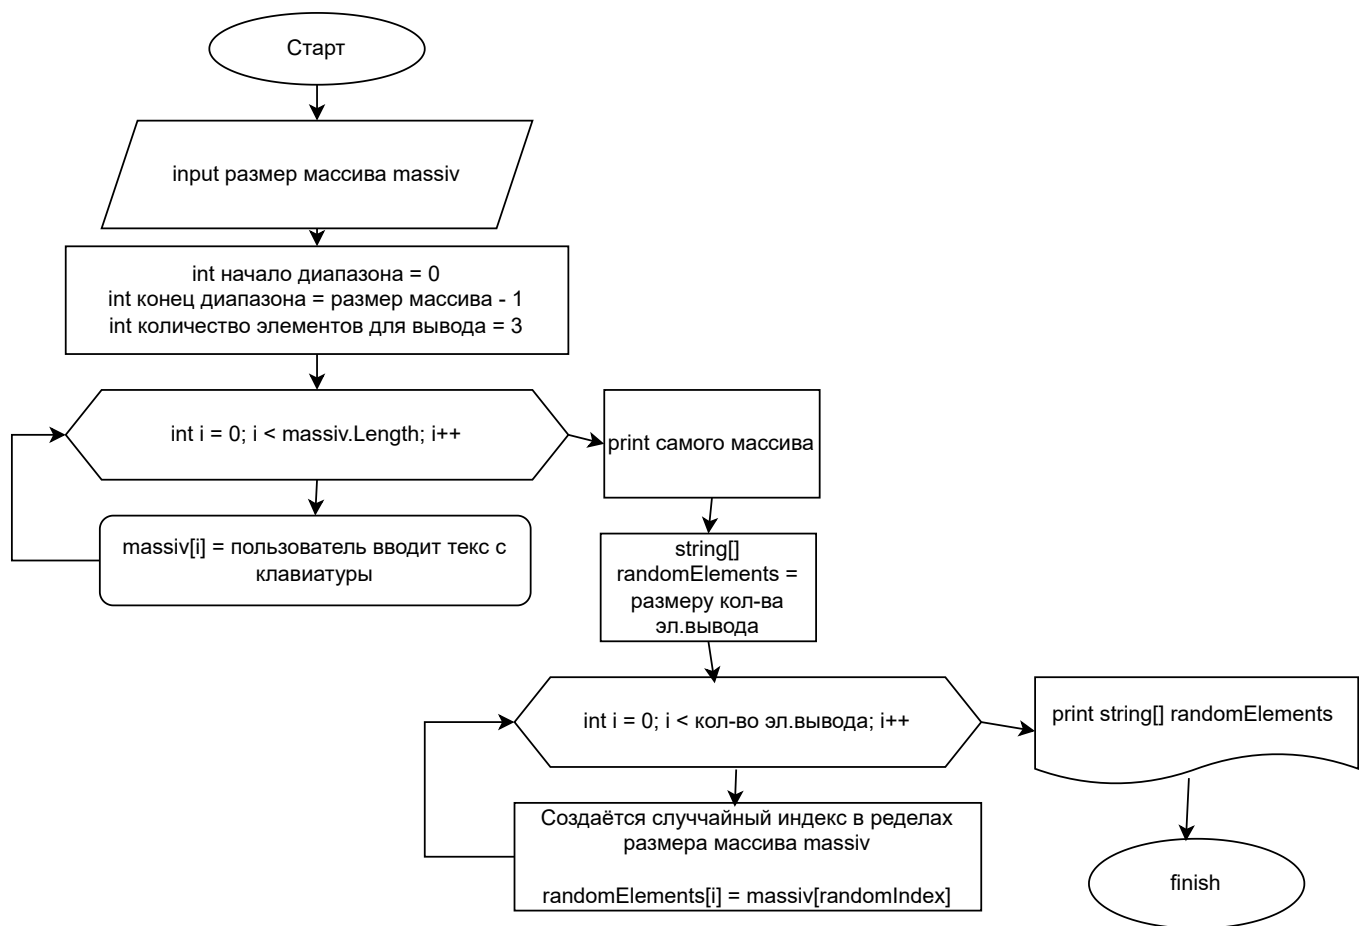 Старт
input размер массива massiv
int начало диапазона = 0
int конец диапазона = размер массива - 1
int количество элементов для вывода = 3
int i = 0; i < massiv.Length; i++
print самого массива
massiv[i] = пользователь вводит текс с
клавиатуры
string[]
randomElements =
размеру кол-ва
эл.вывода
int i = 0; i < кол-во эл.вывода; i++
print string[] randomElements
Создаётся случчайный индекс в ределах
размера массива massiv
randomElements[i] = massiv[randomIndex]
finish